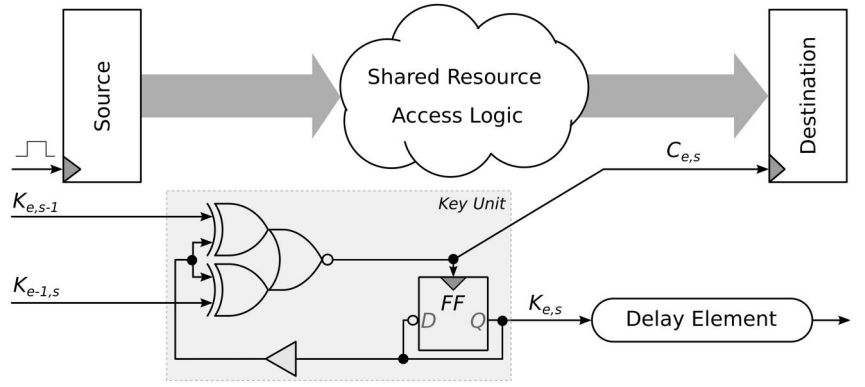 Source
Shared Resource
Access Logic
Destination
C_{e,s}
K_{e,s-1}
Key Unit
K_{e-1,s}
FF
D
Q
K_{e,s}
Delay Element